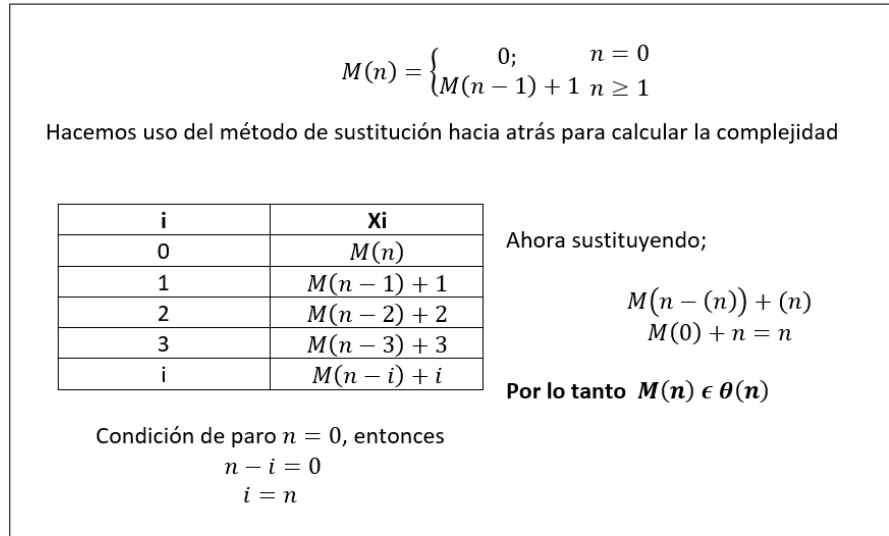 M(n) = { 0; n = 0
M(n − 1) + 1 n ≥ 1
Hacemos uso del método de sustitución hacia atrás para calcular la complejidad
i Xi
0 M(n)
1 M(n − 1) + 1
2 M(n − 2) + 2
3 M(n − 3) + 3
i M(n − i) + i
Condición de paro n = 0, entonces
n − i = 0
i = n
Ahora sustituyendo;
M(n − (n)) + (n)
M(0) + n = n
Por lo tanto M(n) ϵ θ(n)